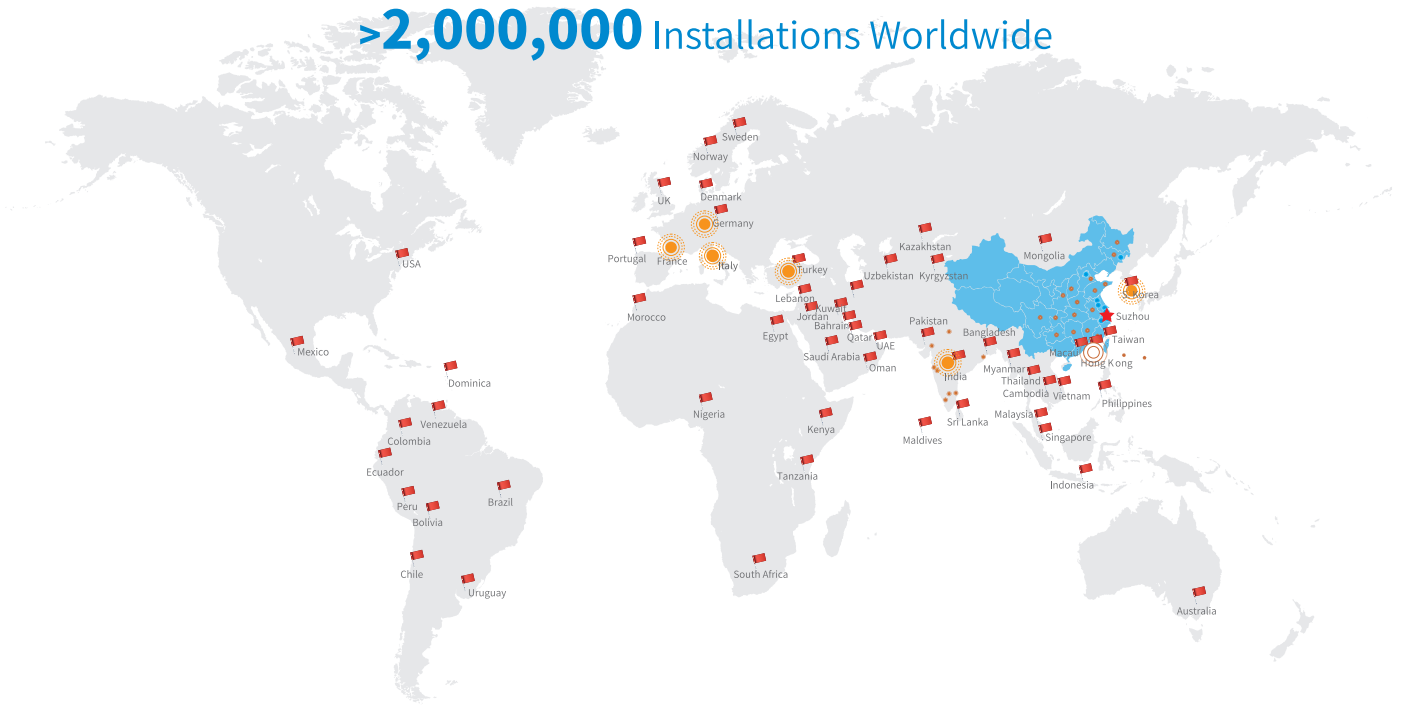 >2,000,000 Installations Worldwide
Sweden
Norway
UK
Denmark
Germany
Portugal
France
Italy
Turkey
Kazakhstan
Uzbekistan
Kyrgyzstan
Mongolia
USA
Lebanon
S. Korea
Morocco
Kuwait
Jordan
Suzhou
Egypt
Bahrain
Pakistan
Bangladesh
Qatar
UAE
Taiwan
Mexico
Saudi Arabia
Macau
Oman
Hong Kong
Myanmar
Dominica
India
Thailand
Cambodia
Vietnam
Philippines
Nigeria
Venezuela
Kenya
Sri Lanka
Malaysia
Colombia
Maldives
Singapore
Ecuador
Tanzania
Indonesia
Brazil
Peru
Bolivia
Chile
South Africa
Uruguay
Australia